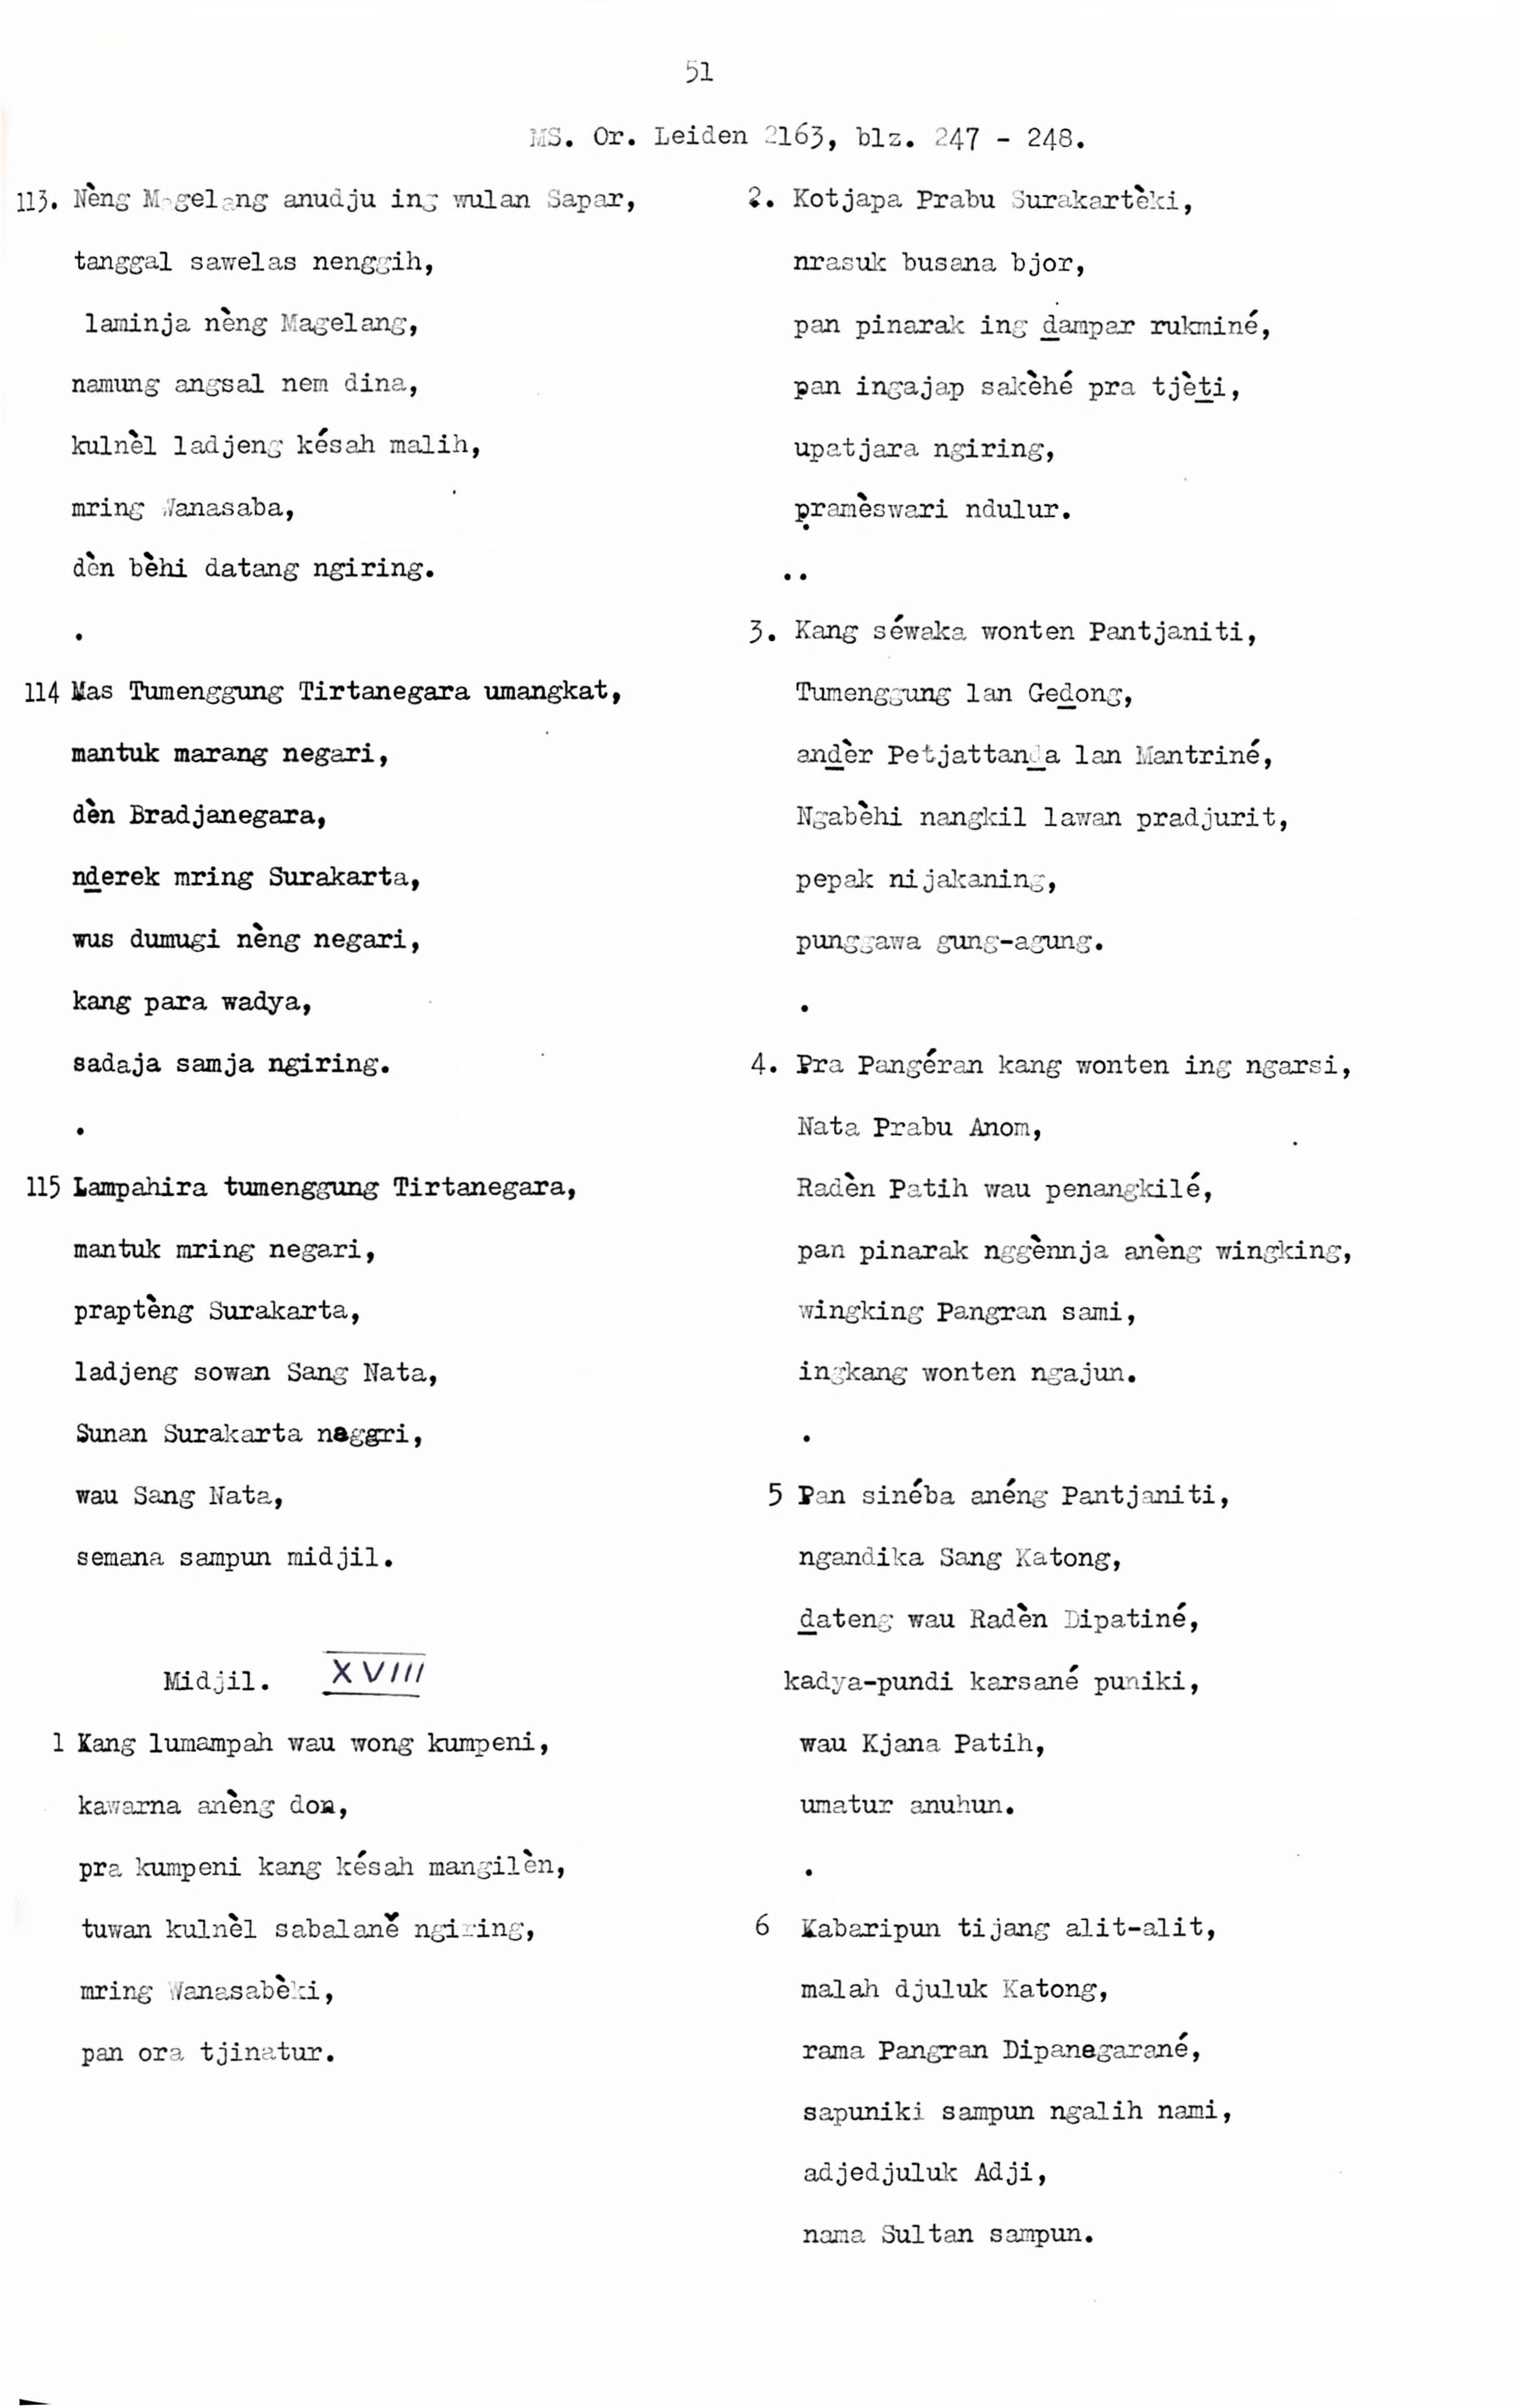 51
MS. Or. Leiden 2163, blz. 247 - 248.
113. Nèng Magelang anudju ing wulan Sapar,
tanggal sawelas nenggih,
laminja nèng Magelang,
namung angsal nem dina,
kulnèl ladjeng késah malih,
mring Wanasaba,
dèn bèhi datang ngiring.
.
114 Mas Tumenggung Tirtanegara umangkat,
mantuk marang negari,
dèn Bradjanegara,
nḏerek mring Surakarta,
wus dumugi nèng negari,
kang para wadya,
sadaja samja ngiring.
.
115 Lampahira tumenggung Tirtanegara,
mantuk mring negari,
praptèng Surakarta,
ladjeng sowan Sang Nata,
Sunan Surakarta naggri,
wau Sang Nata,
semana sampun midjil.
Midjil. XVIII
1 Kang lumampah wau wong kumpeni,
kawarna anèng don,
pra kumpeni kang késah mangilèn,
tuwan kulnèl sabalanĕ ngiring,
mring Wanasabèki,
pan ora tjinatur.
2. Kotjapa Prabu Surakartèki,
nrasuk busana bjor,
pan pinarak ing ḏampar rukminé,
pan ingajap sakèhé pra tjèṯi,
upatjara ngiring,
pramèswari ndulur.
..
3. Kang séwaka wonten Pantjaniti,
Tumenggung lan Geḏong,
anḏèr Petjattanḏa lan Mantriné,
Ngabèhi nangkil lawan pradjurit,
pepak nijakaning,
punggawa gung-agung.
.
4. Pra Pangéran kang wonten ing ngarsi,
Nata Prabu Anom,
Radèn Patih wau penangkilé,
pan pinarak nggènnja anèng wingking,
wingking Pangran sami,
ingkang wonten ngajun.
.
5 Pan sinéba anéng Pantjaniti,
ngandika Sang Katong,
ḏateng wau Radèn Dipatiné,
kadya-pundi karsané puniki,
wau Kjana Patih,
umatur anuhun.
.
6 Kabaripun tijang alit-alit,
malah djuluk Katong,
rama Pangran Dipanegarané,
sapuniki sampun ngalih nami,
adjedjuluk Adji,
nama Sultan sampun.